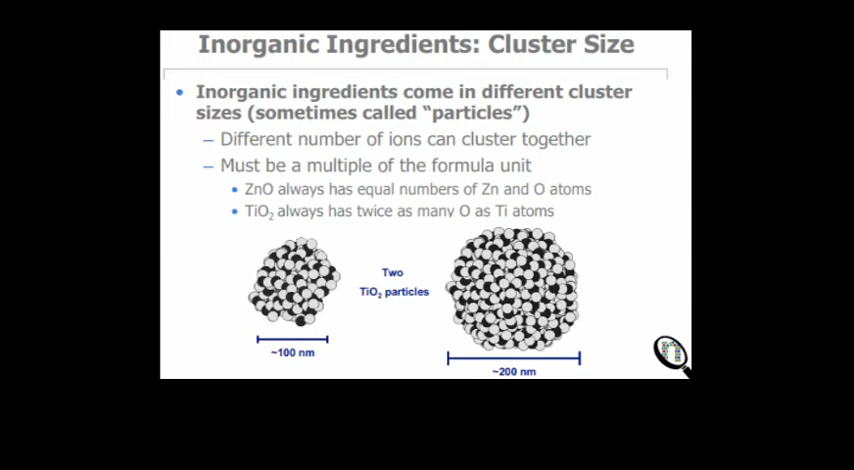 Inorganic Ingredients: Cluster Size
• Inorganic ingredients come in different cluster
sizes (sometimes called “particles”)
– Different number of ions can cluster together
– Must be a multiple of the formula unit
• ZnO always has equal numbers of Zn and O atoms
• TiO₂ always has twice as many O as Ti atoms
Two
TiO₂ particles
~100 nm
~200 nm
n